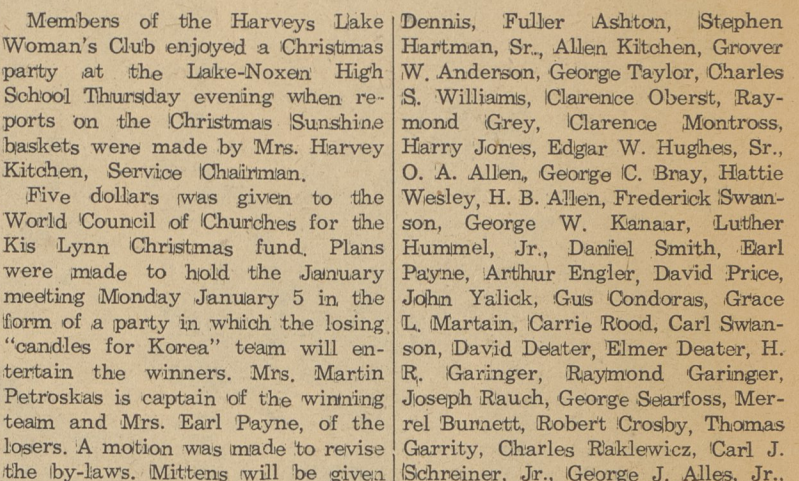 Members of the Harveys Lake
Woman's Club enjoyed a Christmas
party at the Lake-Noxen High
School Thursday evening when re-
ports on the Christmas Sunshine
baskets were made by Mrs. Harvey
Kitchen, Service Chairman.
Five dollars was given to the
World Council of Churches for the
Kis Lynn Christmas fund. Plans
were made to hold the January
meeting Monday January 5 in the
form of a party in which the losing
"candles for Korea" team will en-
tertain the winners. Mrs. Martin
Petroskas is captain of the winning
team and Mrs. Earl Payne, of the
losers. A motion was made to revise
the by-laws. Mittens will be given
Dennis, Fuller Ashton, Stephen
Hartman, Sr., Allen Kitchen, Grover
W. Anderson, George Taylor, Charles
S. Williams, Clarence Oberst, Ray-
mond Grey, Clarence Montross,
Harry Jones, Edgar W. Hughes, Sr.,
O. A. Allen, George C. Bray, Hattie
Wesley, H. B. Allen, Frederick Swan-
son, George W. Kanaar, Luther
Hummel, Jr., Daniel Smith, Earl
Payne, Arthur Engler, David Price,
John Yalick, Gus Condoras, Grace
L. Martain, Carrie Rood, Carl Swan-
son, David Deater, Elmer Deater, H.
R. Garinger, Raymond Garinger,
Joseph Rauch, George Searfoss, Mer-
rel Burnett, Robert Crosby, Thomas
Garrity, Charles Raklewicz, Carl J.
Schreiner, Jr., George J. Alles, Jr.,